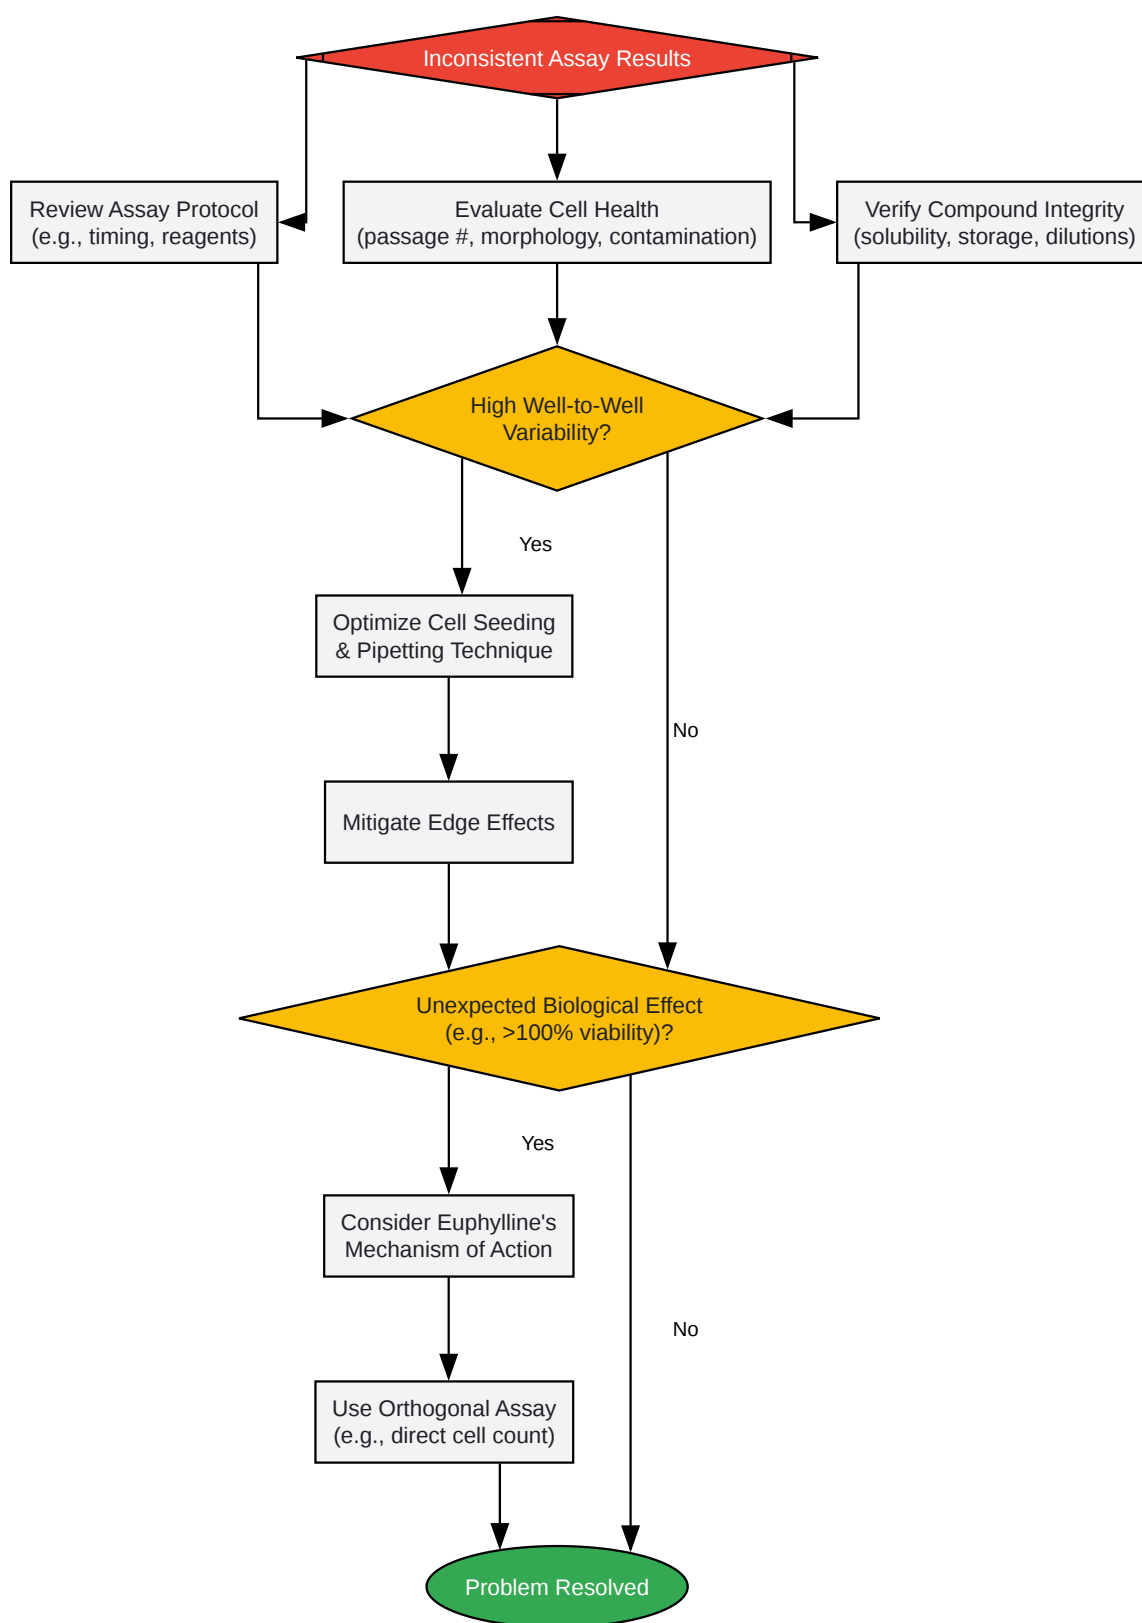 Inconsistent Assay Results
Review Assay Protocol
(e.g., timing, reagents)
Evaluate Cell Health
(passage #, morphology, contamination)
Verify Compound Integrity
(solubility, storage, dilutions)
High Well-to-Well
Variability?
Yes
Optimize Cell Seeding
& Pipetting Technique
No
Mitigate Edge Effects
Unexpected Biological Effect
(e.g., >100% viability)?
Yes
Consider Euphylline's
Mechanism of Action
No
Use Orthogonal Assay
(e.g., direct cell count)
Problem Resolved